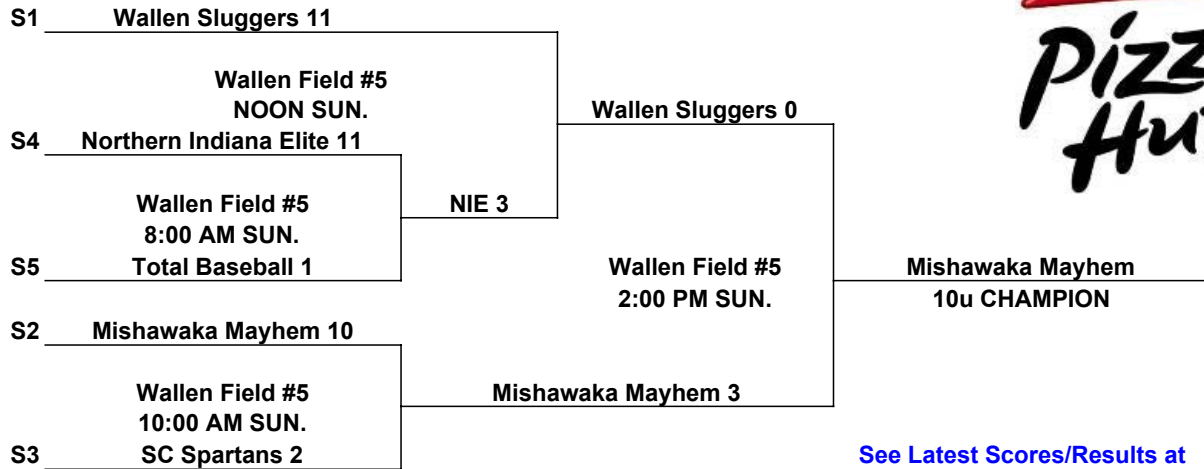 S1 Wallen Sluggers 11
Wallen Field #5
NOON SUN.
Wallen Sluggers 0
S4 Northern Indiana Elite 11
Wallen Field #5
8:00 AM SUN.
NIE 3
S5 Total Baseball 1
Wallen Field #5
2:00 PM SUN.
Mishawaka Mayhem
10u CHAMPION
S2 Mishawaka Mayhem 10
Wallen Field #5
10:00 AM SUN.
Mishawaka Mayhem 3
S3 SC Spartans 2
See Latest Scores/Results at